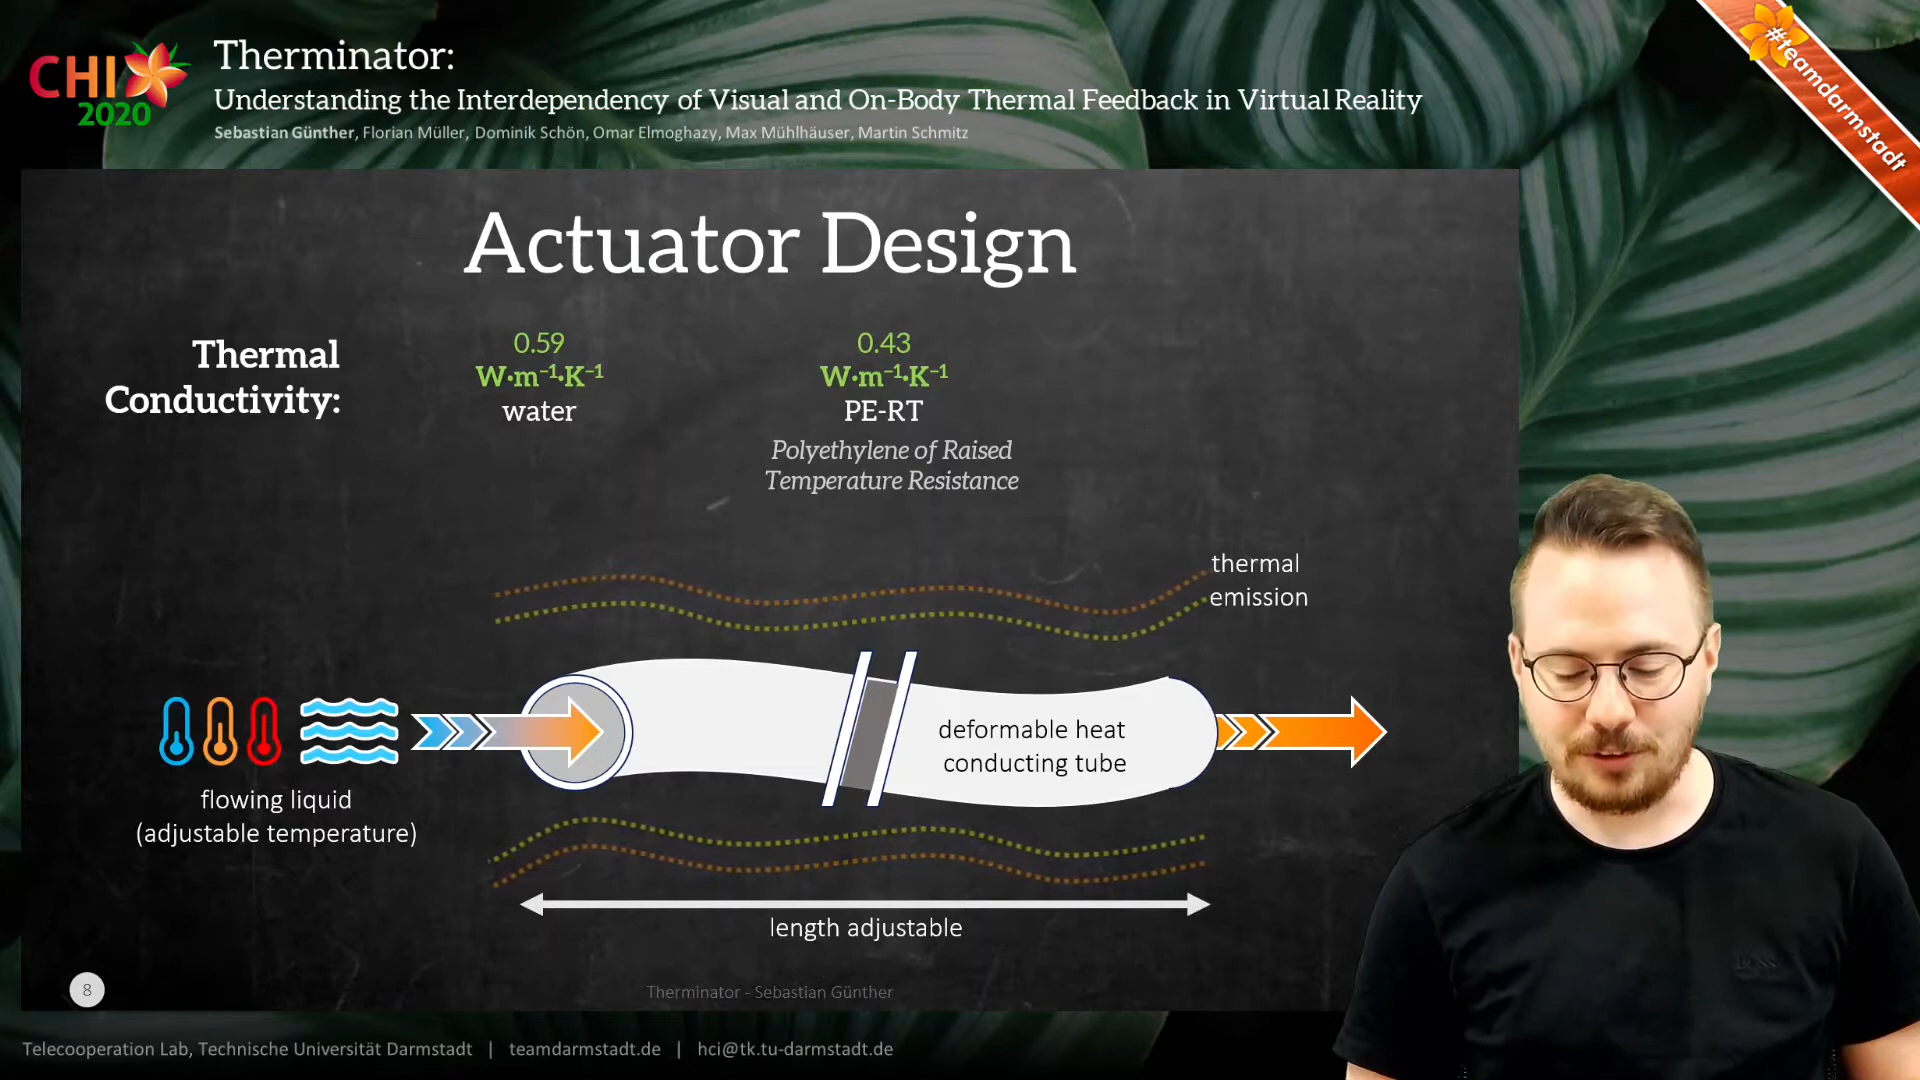 CHI
2020
Therminator:
Understanding the Interdependency of Visual and On-Body Thermal Feedback in Virtual Reality
Sebastian Günther, Florian Müller, Dominik Schön, Omar Elmoghazy, Max Mühlhäuser, Martin Schmitz
#teamdarmstadt
Actuator Design
Thermal
Conductivity:
0.59
W·m⁻¹·K⁻¹
water
0.43
W·m⁻¹·K⁻¹
PE-RT
Polyethylene of Raised
Temperature Resistance
thermal
emission
deformable heat
conducting tube
flowing liquid
(adjustable temperature)
length adjustable
8
Therminator - Sebastian Günther
BOSS
Telecooperation Lab, Technische Universität Darmstadt | teamdarmstadt.de | hci@tk.tu-darmstadt.de